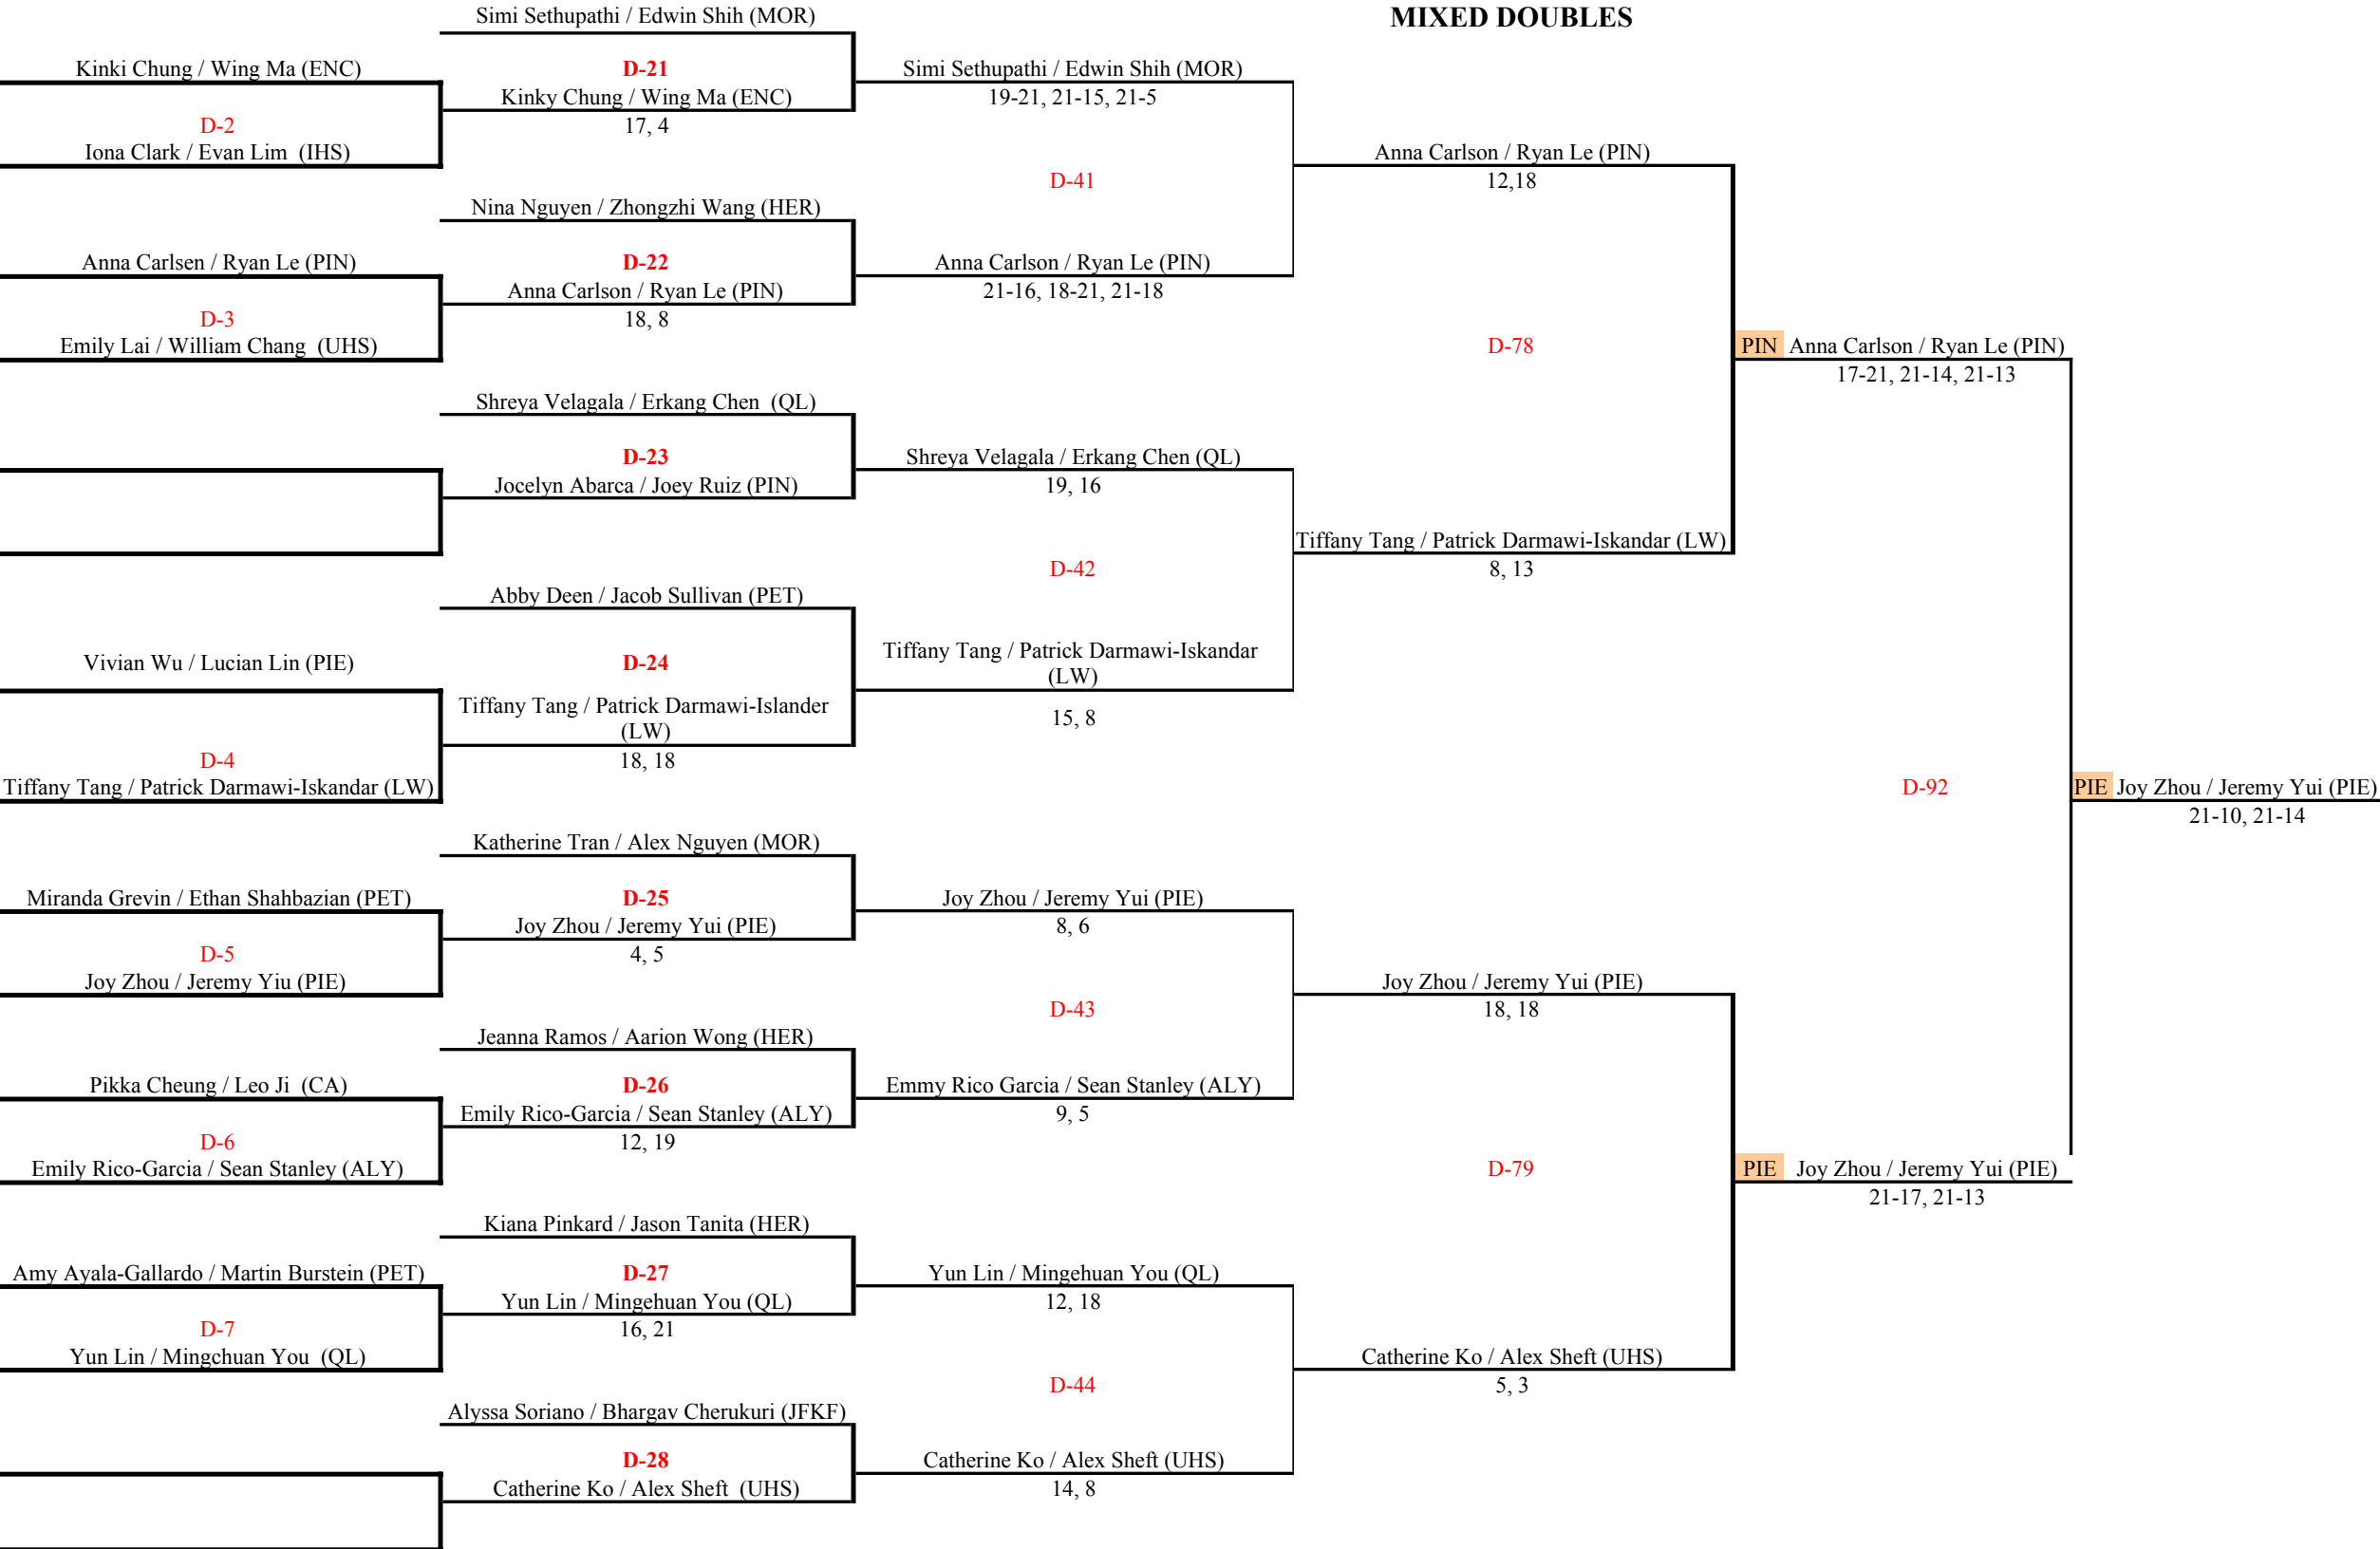 MIXED DOUBLES
Simi Sethupathi / Edwin Shih (MOR)
Kinki Chung / Wing Ma (ENC)
D-21
Simi Sethupathi / Edwin Shih (MOR)
Kinky Chung / Wing Ma (ENC)
19-21, 21-15, 21-5
D-2
17, 4
Iona Clark / Evan Lim (IHS)
Anna Carlson / Ryan Le (PIN)
D-41
12,18
Nina Nguyen / Zhongzhi Wang (HER)
Anna Carlsen / Ryan Le (PIN)
D-22
Anna Carlson / Ryan Le (PIN)
Anna Carlson / Ryan Le (PIN)
21-16, 18-21, 21-18
D-3
18, 8
Emily Lai / William Chang (UHS)
D-78
PIN Anna Carlson / Ryan Le (PIN)
17-21, 21-14, 21-13
Shreya Velagala / Erkang Chen (QL)
D-23
Shreya Velagala / Erkang Chen (QL)
Jocelyn Abarca / Joey Ruiz (PIN)
19, 16
Tiffany Tang / Patrick Darmawi-Iskandar (LW)
D-42
8, 13
Abby Deen / Jacob Sullivan (PET)
Vivian Wu / Lucian Lin (PIE)
D-24
Tiffany Tang / Patrick Darmawi-Iskandar
(LW)
Tiffany Tang / Patrick Darmawi-Islander
(LW)
15, 8
D-4
18, 18
Tiffany Tang / Patrick Darmawi-Iskandar (LW)
D-92
PIE Joy Zhou / Jeremy Yui (PIE)
21-10, 21-14
Katherine Tran / Alex Nguyen (MOR)
Miranda Grevin / Ethan Shahbazian (PET)
D-25
Joy Zhou / Jeremy Yui (PIE)
Joy Zhou / Jeremy Yui (PIE)
8, 6
D-5
4, 5
Joy Zhou / Jeremy Yiu (PIE)
Joy Zhou / Jeremy Yui (PIE)
D-43
18, 18
Jeanna Ramos / Aarion Wong (HER)
Pikka Cheung / Leo Ji (CA)
D-26
Emmy Rico Garcia / Sean Stanley (ALY)
Emily Rico-Garcia / Sean Stanley (ALY)
9, 5
D-6
12, 19
Emily Rico-Garcia / Sean Stanley (ALY)
D-79
PIE Joy Zhou / Jeremy Yui (PIE)
21-17, 21-13
Kiana Pinkard / Jason Tanita (HER)
Amy Ayala-Gallardo / Martin Burstein (PET)
D-27
Yun Lin / Mingehuan You (QL)
Yun Lin / Mingehuan You (QL)
12, 18
D-7
16, 21
Yun Lin / Mingchuan You (QL)
Catherine Ko / Alex Sheft (UHS)
D-44
5, 3
Alyssa Soriano / Bhargav Cherukuri (JFKF)
D-28
Catherine Ko / Alex Sheft (UHS)
Catherine Ko / Alex Sheft (UHS)
14, 8